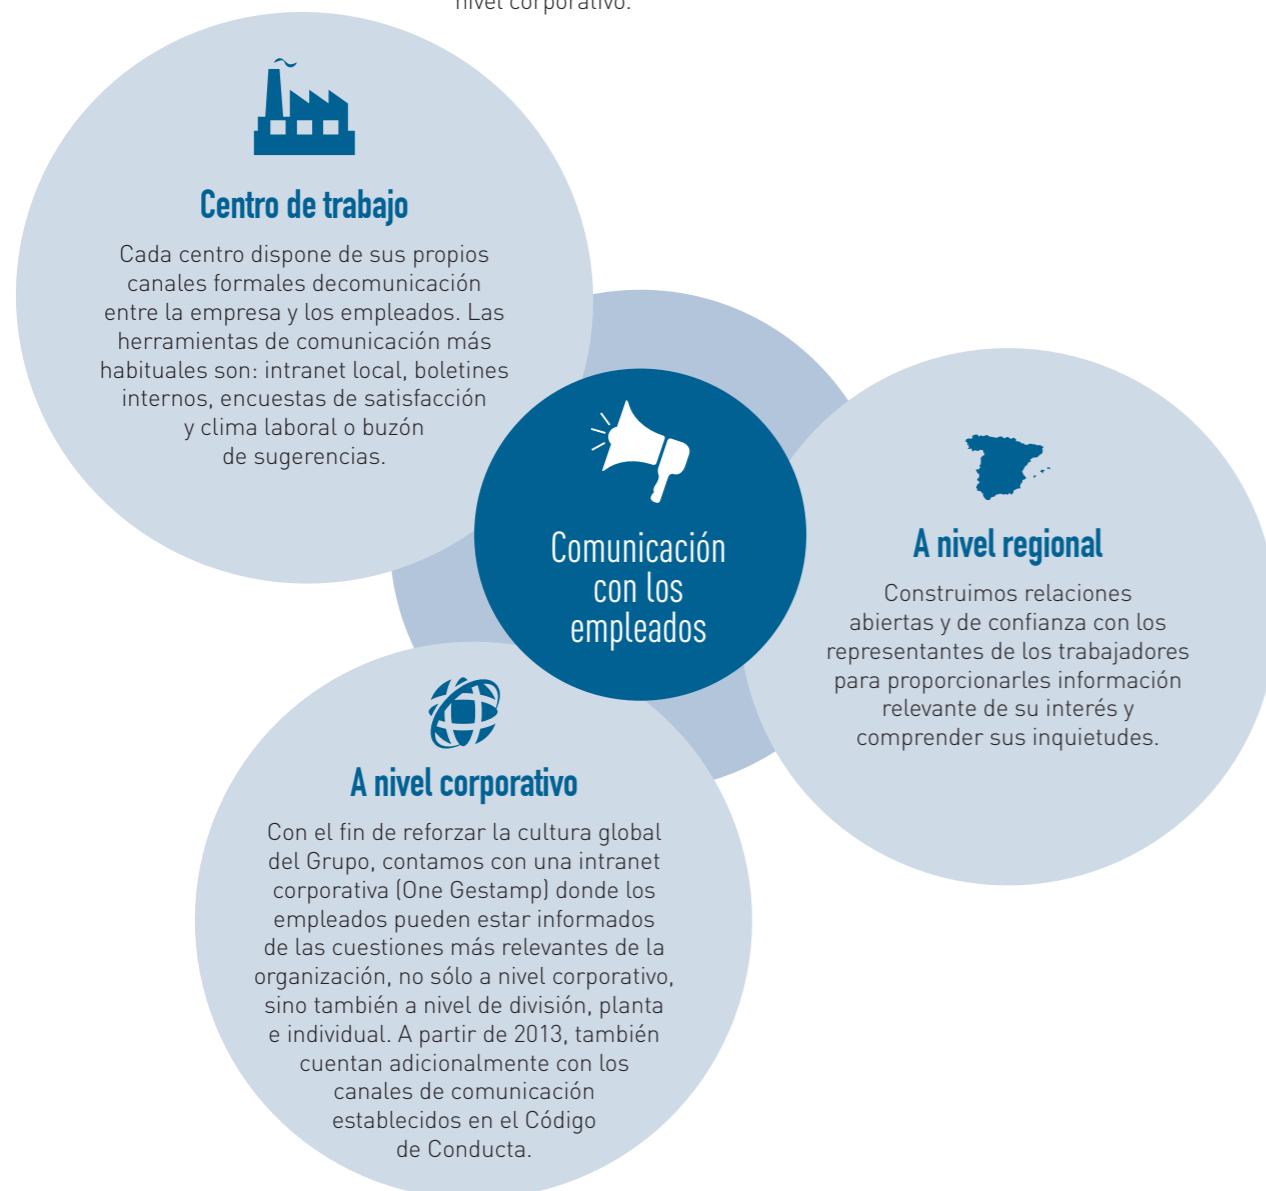 nivel corporativo.
Centro de trabajo
Cada centro dispone de sus propios
canales formales decomunicación
entre la empresa y los empleados. Las
herramientas de comunicación más
habituales son: intranet local, boletines
internos, encuestas de satisfacción
y clima laboral o buzón
de sugerencias.
Comunicación
con los
empleados
A nivel regional
Construimos relaciones
abiertas y de confianza con los
representantes de los trabajadores
para proporcionarles información
relevante de su interés y
comprender sus inquietudes.
A nivel corporativo
Con el fin de reforzar la cultura global
del Grupo, contamos con una intranet
corporativa (One Gestamp) donde los
empleados pueden estar informados
de las cuestiones más relevantes de la
organización, no sólo a nivel corporativo,
sino también a nivel de división, planta
e individual. A partir de 2013, también
cuentan adicionalmente con los
canales de comunicación
establecidos en el Código
de Conducta.